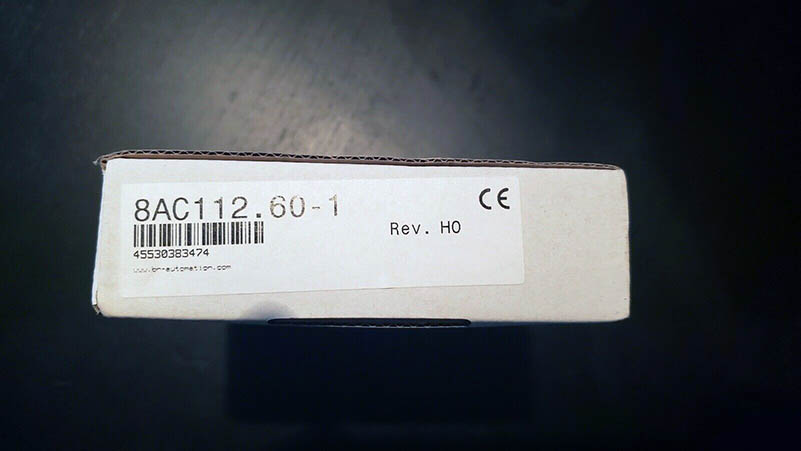 8AC112.60-1
CE
Rev. H0
45530383474
www.br-automation.com